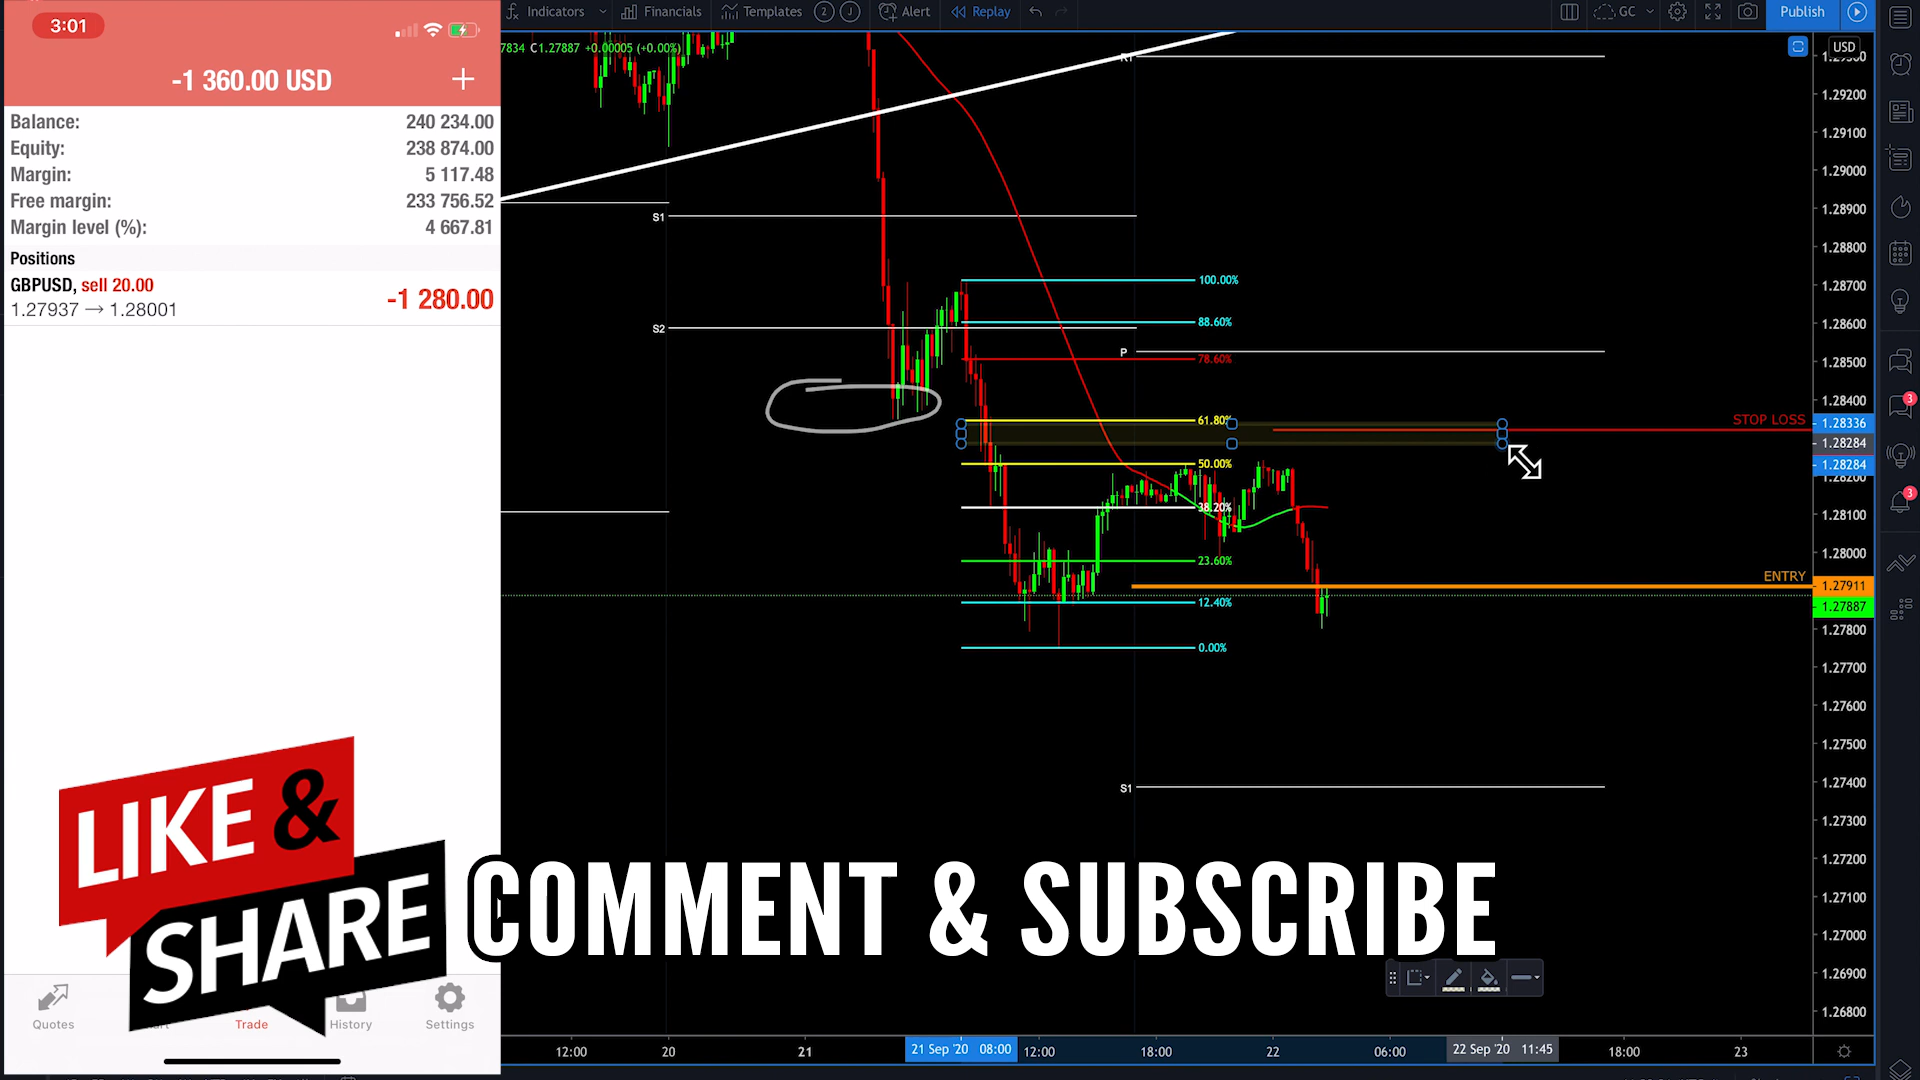 3:01
-1 360.00 USD +
Balance: 240 234.00
Equity: 238 874.00
Margin: 5 117.48
Free margin: 233 756.52
Margin level (%): 4 667.81
Positions
GBPUSD, sell 20.00
-1 280.00
1.27937 → 1.28001
LIKE &
SHARE
COMMENT & SUBSCRIBE
Quotes
Trade
History
Settings
Indicators
Financials
Templates
2
J
Alert
Replay
GC
Publish
7834 C1.27887 +0.00005 (+0.00%)
USD
R1
S1
S2
P
S1
100.00%
88.60%
78.60%
61.80%
50.00%
38.20%
23.60%
12.40%
0.00%
STOP LOSS
ENTRY
1.29200
1.29100
1.29000
1.28900
1.28800
1.28700
1.28600
1.28500
1.28400
1.28336
1.28284
1.28284
1.28200
1.28100
1.28000
1.27911
1.27887
1.27800
1.27700
1.27600
1.27500
1.27400
1.27300
1.27200
1.27100
1.27000
1.26900
1.26800
3
3
12:00
20
21
21 Sep '20 08:00
12:00
18:00
22
06:00
22 Sep '20 11:45
18:00
23